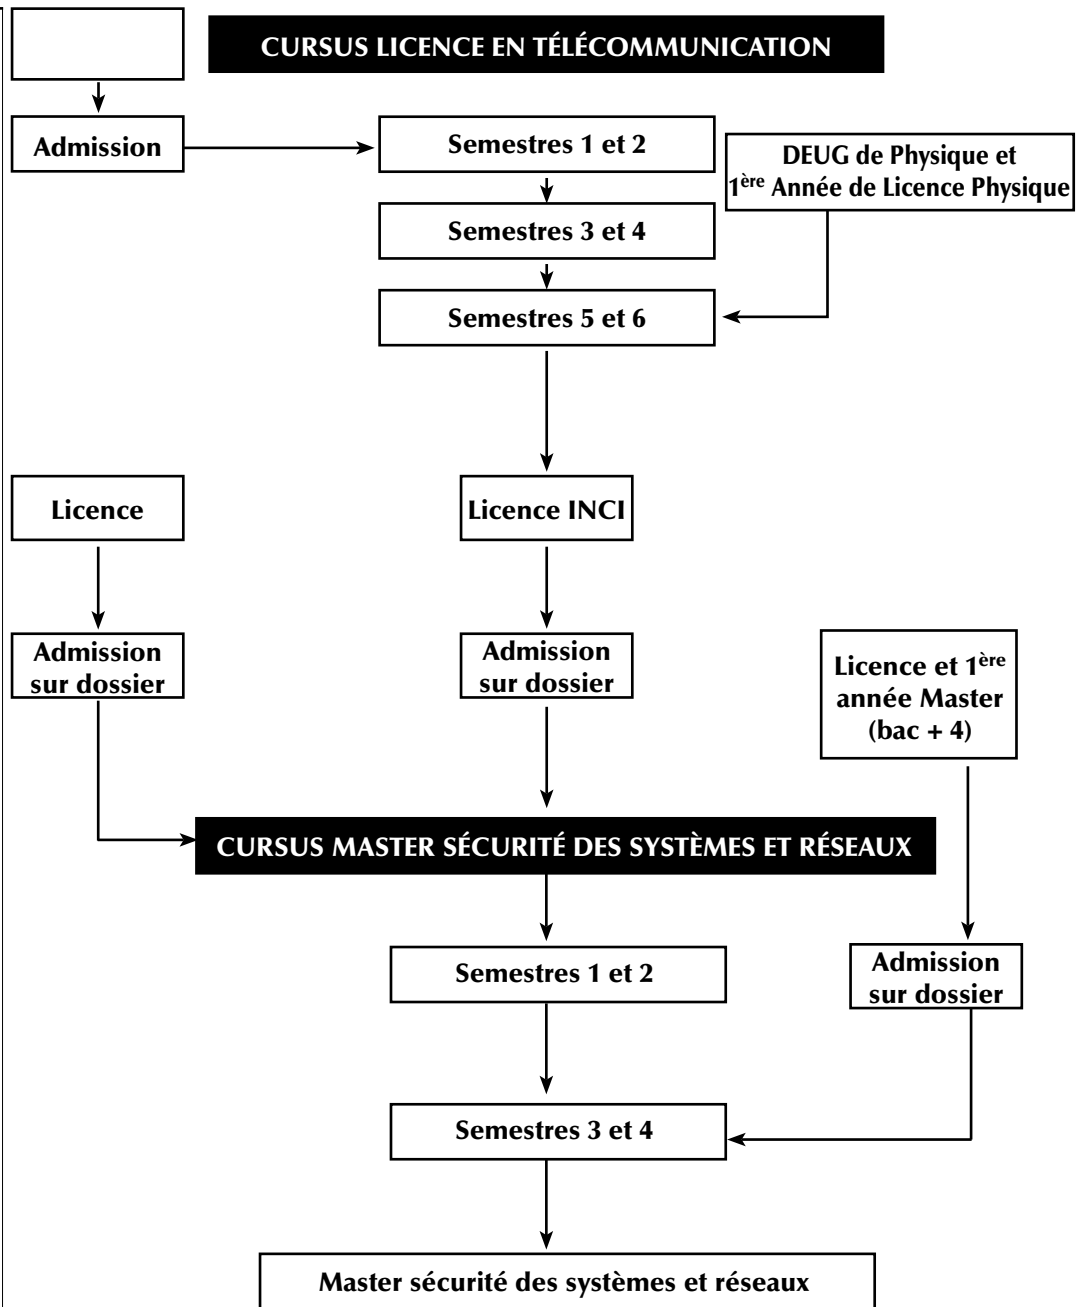 CURSUS LICENCE EN TÉLÉCOMMUNICATION
Admission
Semestres 1 et 2
DEUG de Physique et
1ère Année de Licence Physique
Semestres 3 et 4
Semestres 5 et 6
Licence
Licence INCI
Admission
sur dossier
Admission
sur dossier
Licence et 1ère
année Master
(bac + 4)
CURSUS MASTER SÉCURITÉ DES SYSTÈMES ET RÉSEAUX
Semestres 1 et 2
Admission
sur dossier
Semestres 3 et 4
Master sécurité des systèmes et réseaux